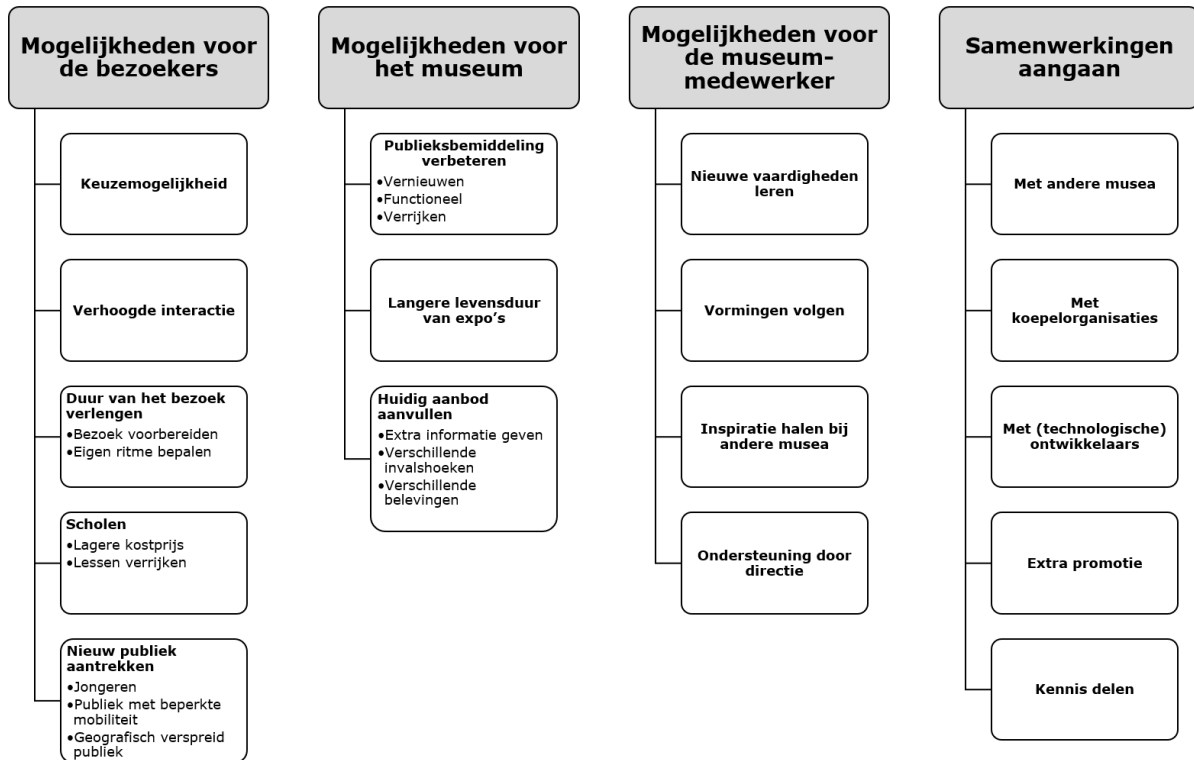 Mogelijkheden voor
de bezoekers
Keuzemogelijkheid
Verhoogde interactie
Duur van het bezoek
verlengen
•Bezoek voorbereiden
•Eigen ritme bepalen
Scholen
•Lagere kostprijs
•Lessen verrijken
Nieuw publiek
aantrekken
•Jongeren
•Publiek met beperkte
mobiliteit
•Geografisch verspreid
publiek
Mogelijkheden voor
het museum
Publieksbemiddeling
verbeteren
•Vernieuwen
•Functioneel
•Verrijken
Langere levensduur
van expo’s
Huidig aanbod
aanvullen
•Extra informatie geven
•Verschillende
invalshoeken
•Verschillende
belevingen
Mogelijkheden voor
de museum-
medewerker
Nieuwe vaardigheden
leren
Vormingen volgen
Inspiratie halen bij
andere musea
Ondersteuning door
directie
Samenwerkingen
aangaan
Met andere musea
Met
koepelorganisaties
Met (technologische)
ontwikkelaars
Extra promotie
Kennis delen